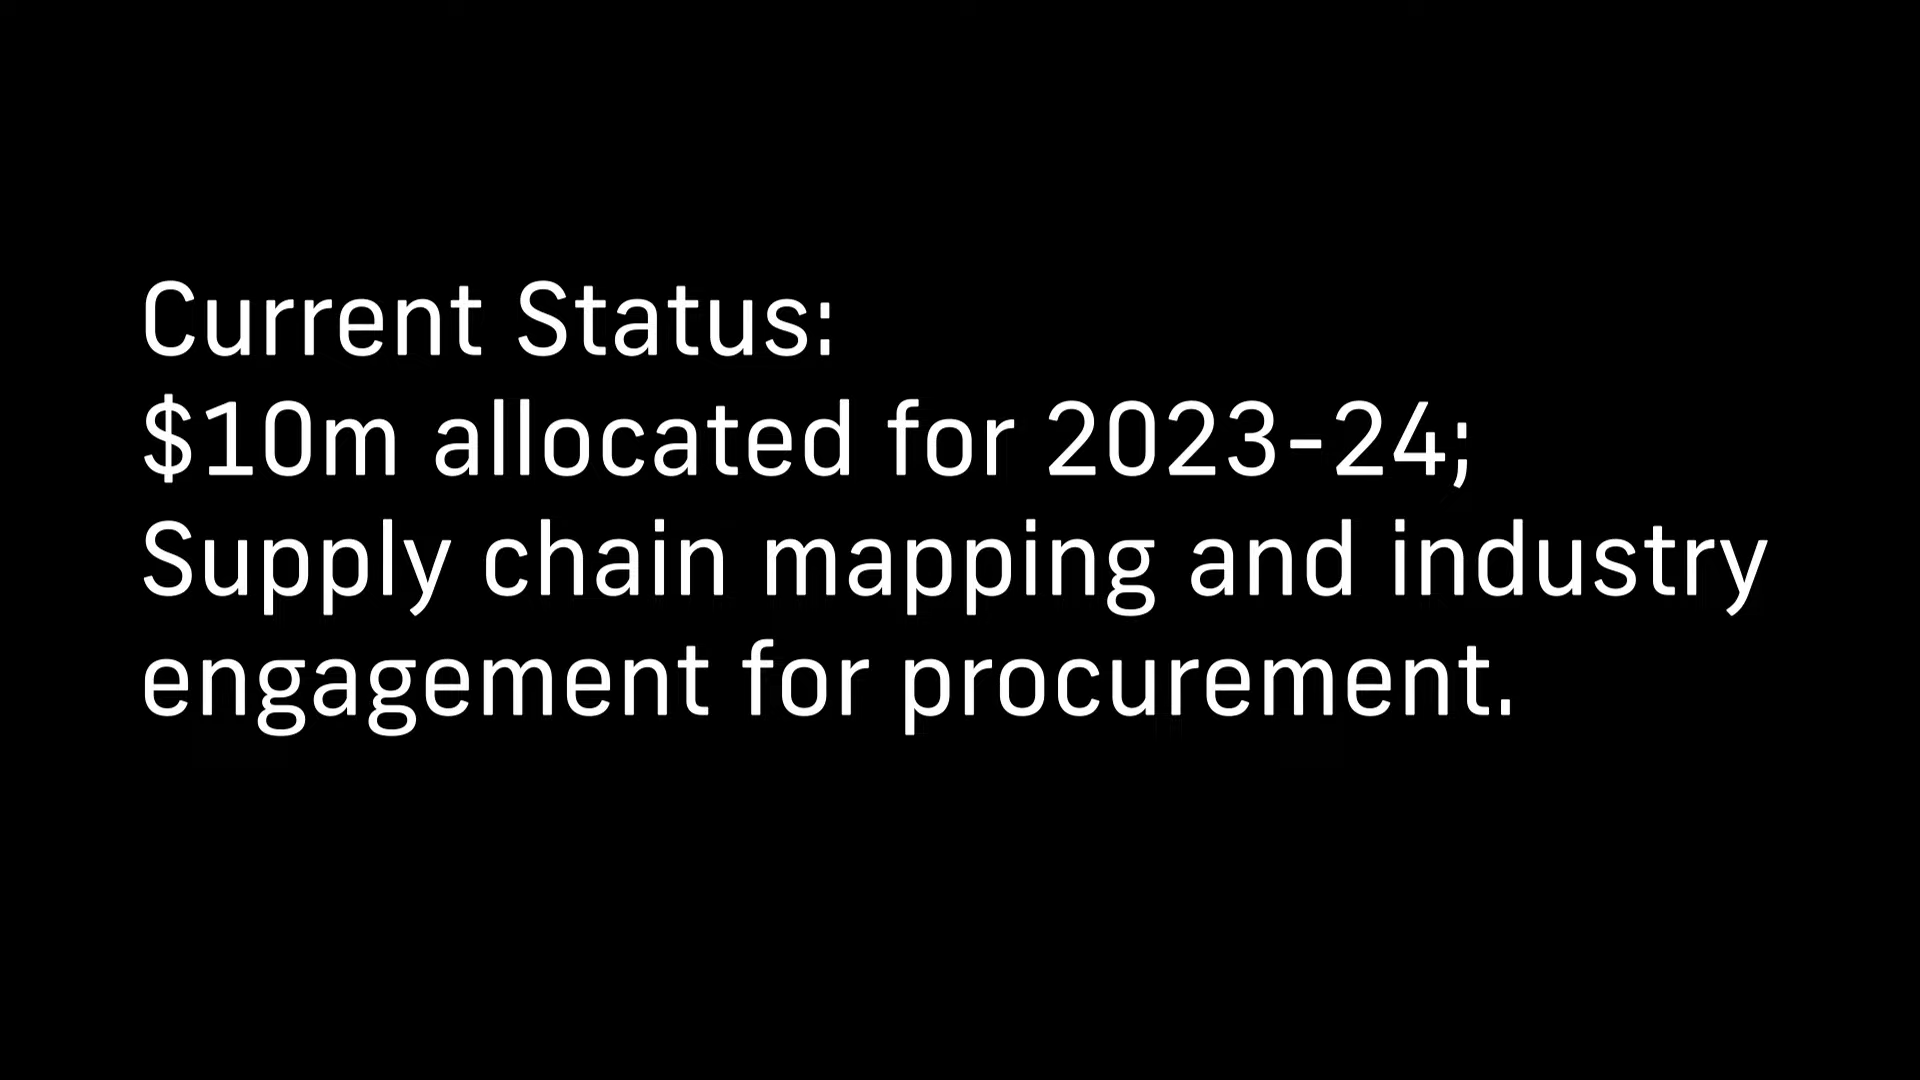 Current Status:
$10m allocated for 2023-24;
Supply chain mapping and industry
engagement for procurement.